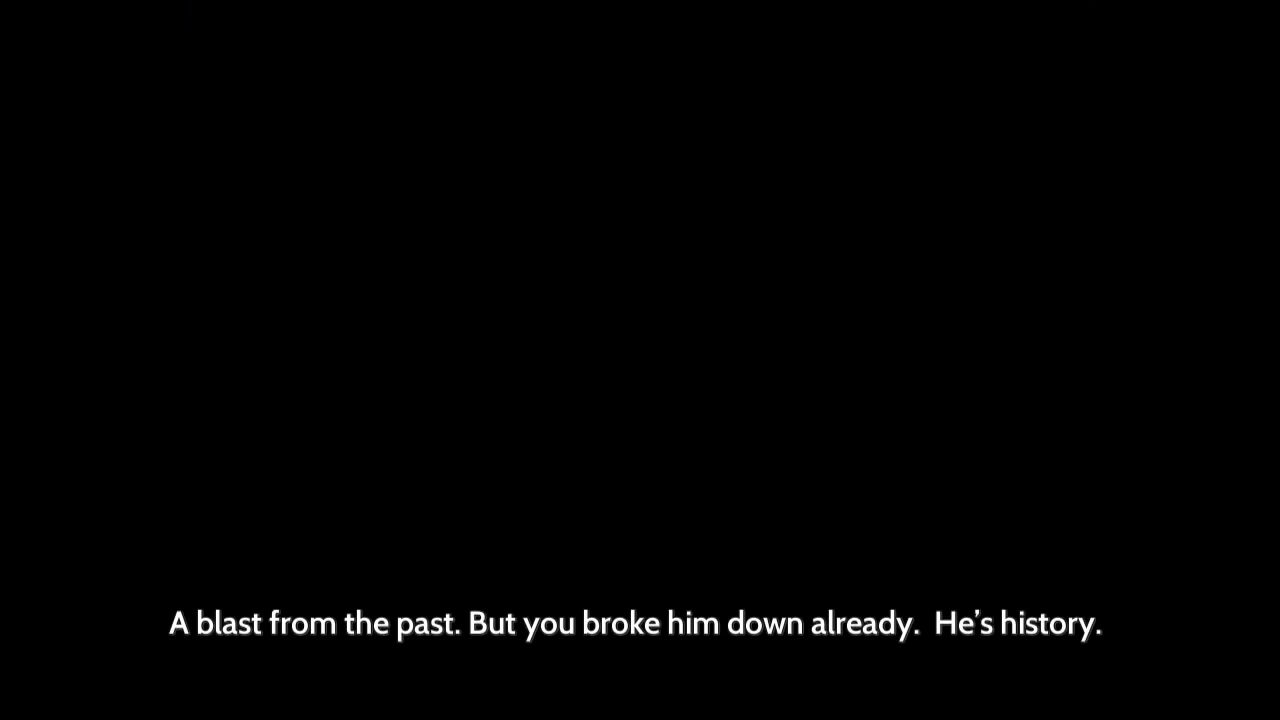 A blast from the past. But you broke him down already.  He’s history.